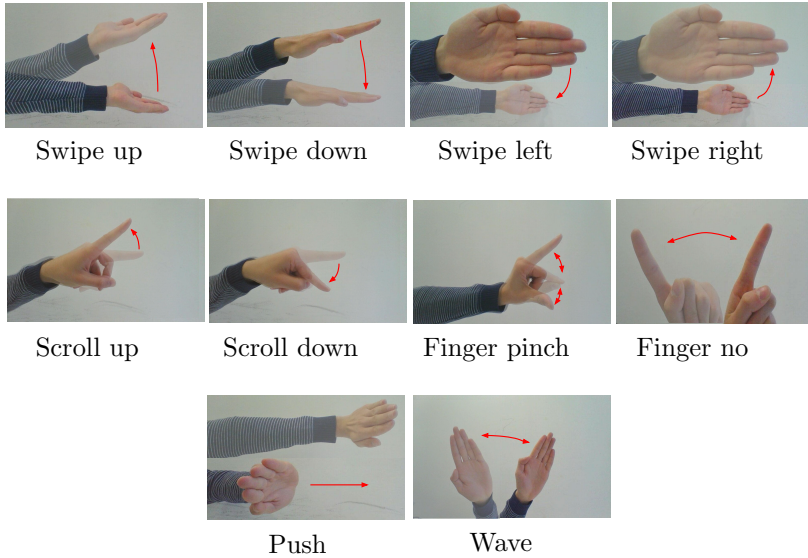 Swipe up
Swipe down
Swipe left
Swipe right
Scroll up
Scroll down
Finger pinch
Finger no
Push
Wave